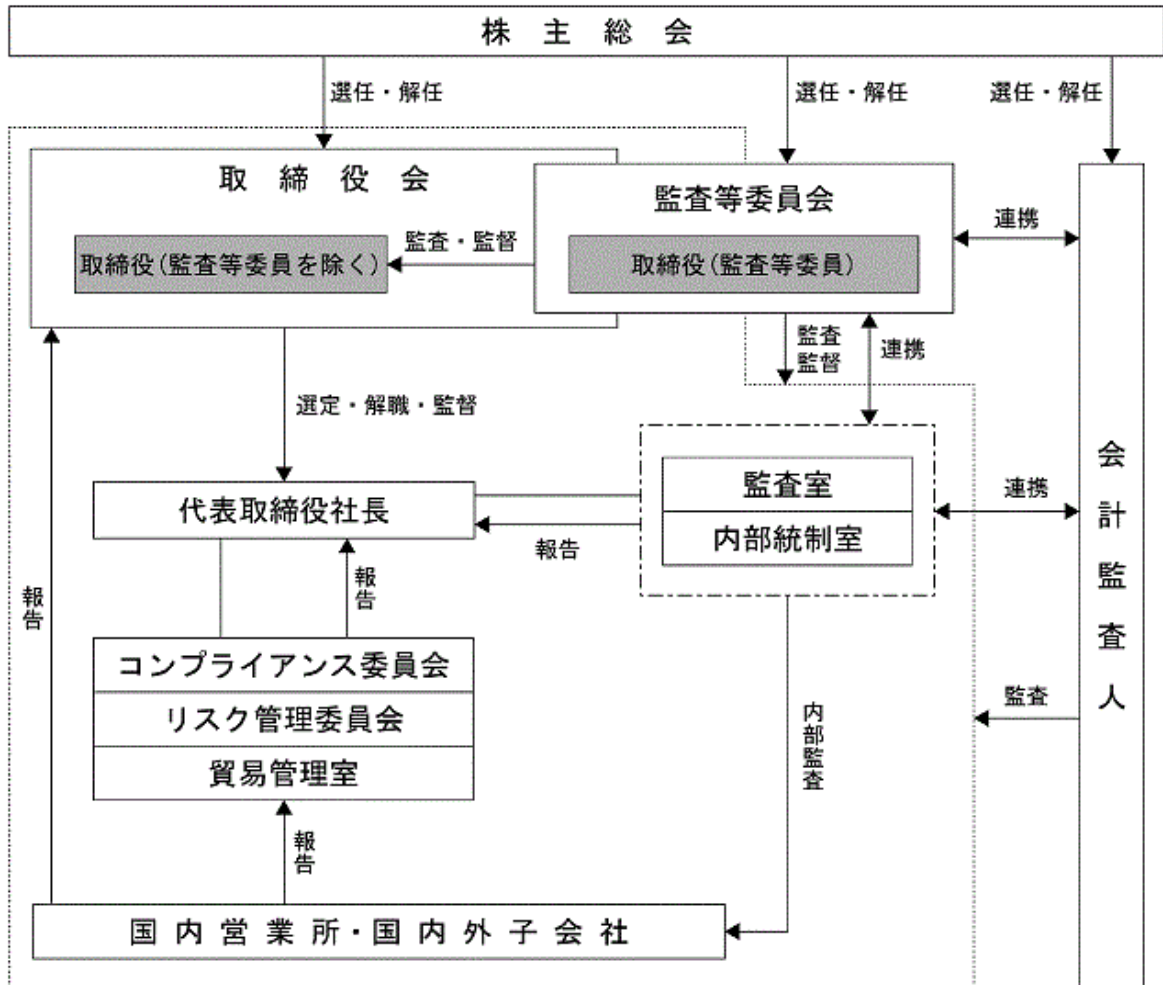 株主総会
選任・解任
選任・解任
選任・解任
取締役会
監査等委員会
連携
取締役(監査等委員を除く)
監査・監督
取締役(監査等委員)
監査
監督
連携
選定・解職・監督
代表取締役社長
監査室
内部統制室
連携
報告
報告
報告
コンプライアンス委員会
リスク管理委員会
貿易管理室
内部監査
監査
会計監査人
報告
国内営業所・国内外子会社